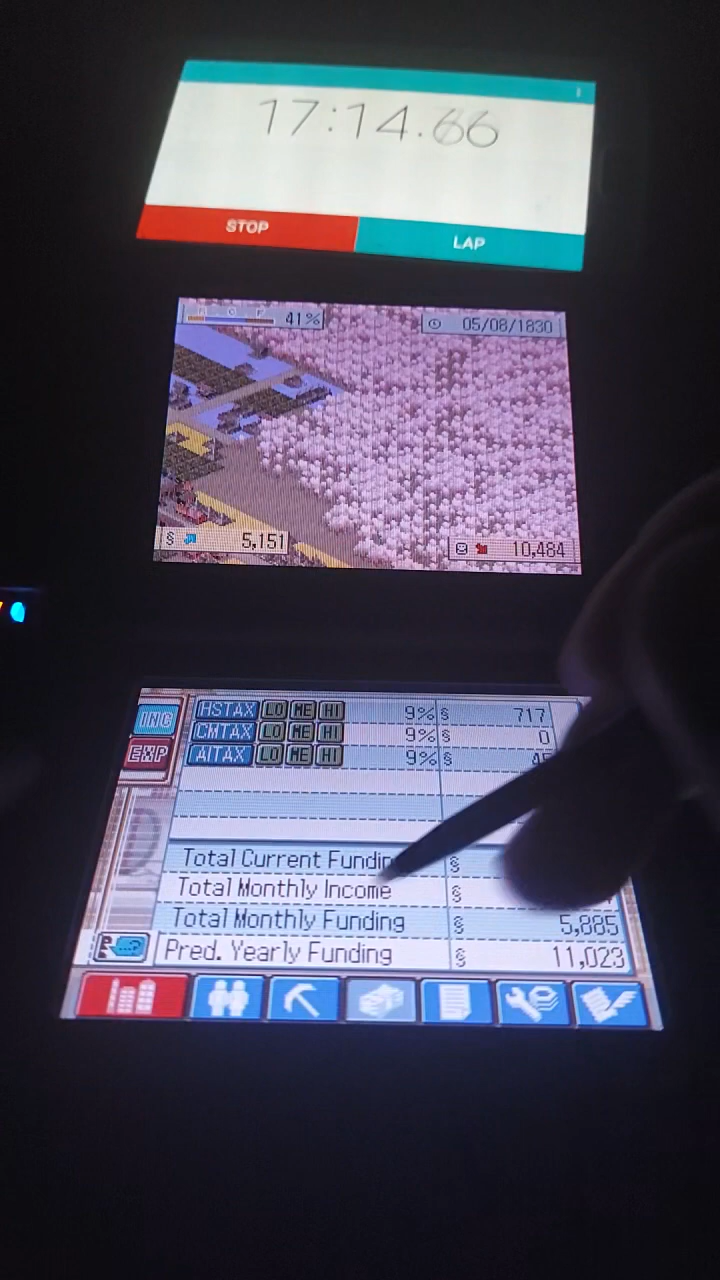 17:14.66
STOP
LAP
R C F 41%
05/08/1830
§ 5,151
10,484
INC
HSTAX LO ME HI 9% § 717
EXP
CMTAX LO ME HI 9% § 0
AITAX LO ME HI 9% §
Total Current Fundin §
Total Monthly Income §
Total Monthly Funding § 5,885
Pred. Yearly Funding § 11,023